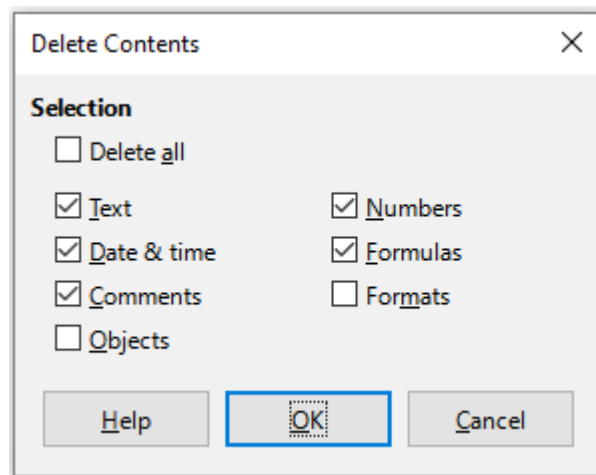 Delete Contents
Selection
Delete all
Text
Numbers
Date & time
Formulas
Comments
Formats
Objects
Help
OK
Cancel